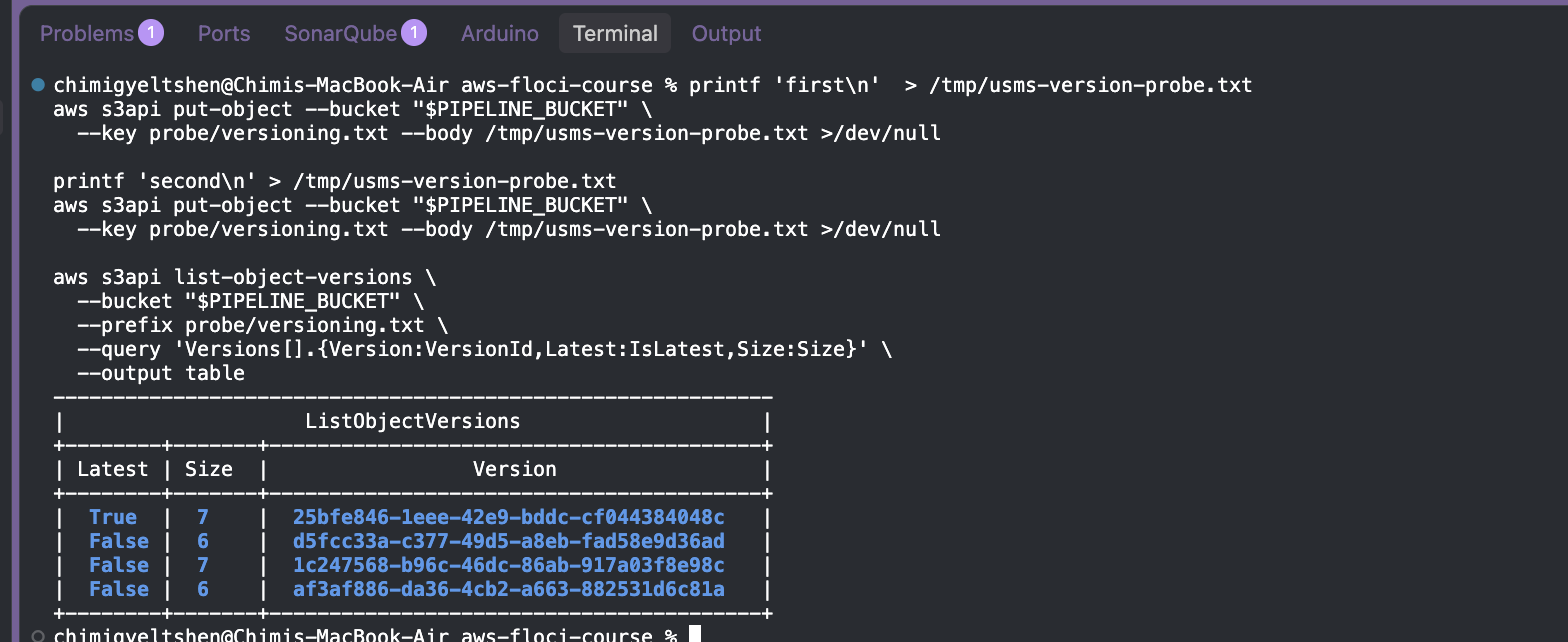 Problems 1 Ports SonarQube 1 Arduino Terminal Output
chimigyeltshen@Chimis-MacBook-Air aws-floci-course % printf 'first\n'  > /tmp/usms-version-probe.txt
aws s3api put-object --bucket "$PIPELINE_BUCKET" \
  --key probe/versioning.txt --body /tmp/usms-version-probe.txt >/dev/null

printf 'second\n' > /tmp/usms-version-probe.txt
aws s3api put-object --bucket "$PIPELINE_BUCKET" \
  --key probe/versioning.txt --body /tmp/usms-version-probe.txt >/dev/null

aws s3api list-object-versions \
  --bucket "$PIPELINE_BUCKET" \
  --prefix probe/versioning.txt \
  --query 'Versions[].{Version:VersionId,Latest:IsLatest,Size:Size}' \
  --output table
------------------------------------------------------------
|                    ListObjectVersions                    |
+--------+-------+-----------------------------------------+
| Latest | Size  |                 Version                 |
+--------+-------+-----------------------------------------+
|  True  |  7    |  25bfe846-1eee-42e9-bddc-cf044384048c   |
|  False |  6    |  d5fcc33a-c377-49d5-a8eb-fad58e9d36ad   |
|  False |  7    |  1c247568-b96c-46dc-86ab-917a03f8e98c   |
|  False |  6    |  af3af886-da36-4cb2-a663-882531d6c81a   |
+--------+-------+-----------------------------------------+
chimigyeltshen@Chimis-MacBook-Air aws-floci-course %